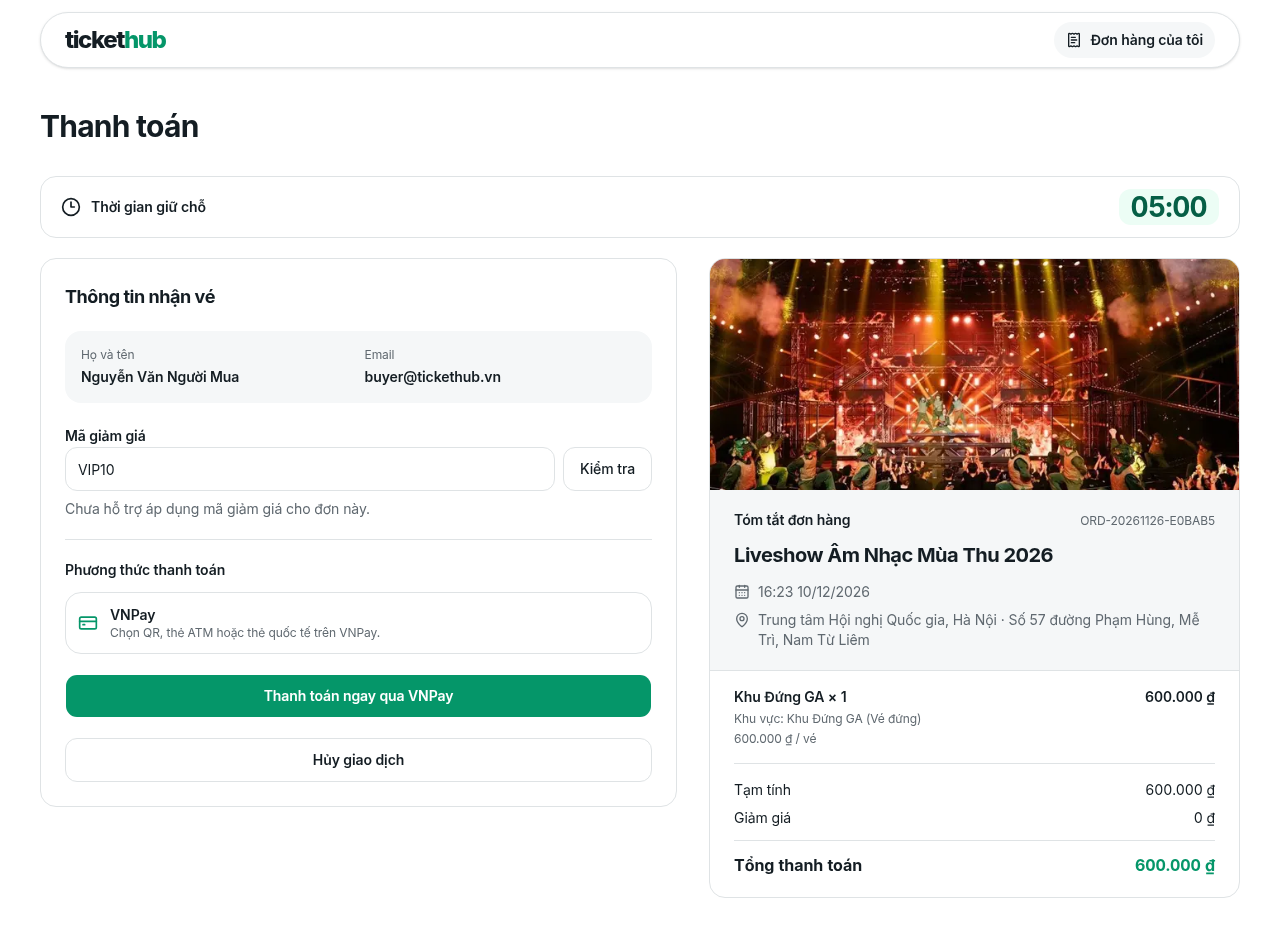 tickethub
Đơn hàng của tôi
Thanh toán
Thời gian giữ chỗ
05:00
Thông tin nhận vé
Họ và tên
Nguyễn Văn Người Mua
Email
buyer@tickethub.vn
Mã giảm giá
VIP10
Kiểm tra
Chưa hỗ trợ áp dụng mã giảm giá cho đơn này.
Phương thức thanh toán
VNPay
Chọn QR, thẻ ATM hoặc thẻ quốc tế trên VNPay.
Thanh toán ngay qua VNPay
Hủy giao dịch
Tóm tắt đơn hàng
ORD-20261126-E0BAB5
Liveshow Âm Nhạc Mùa Thu 2026
16:23 10/12/2026
Trung tâm Hội nghị Quốc gia, Hà Nội · Số 57 đường Phạm Hùng, Mễ
Trì, Nam Từ Liêm
Khu Đứng GA × 1
600.000 ₫
Khu vực: Khu Đứng GA (Vé đứng)
600.000 ₫ / vé
Tạm tính
600.000 ₫
Giảm giá
0 ₫
Tổng thanh toán
600.000 ₫